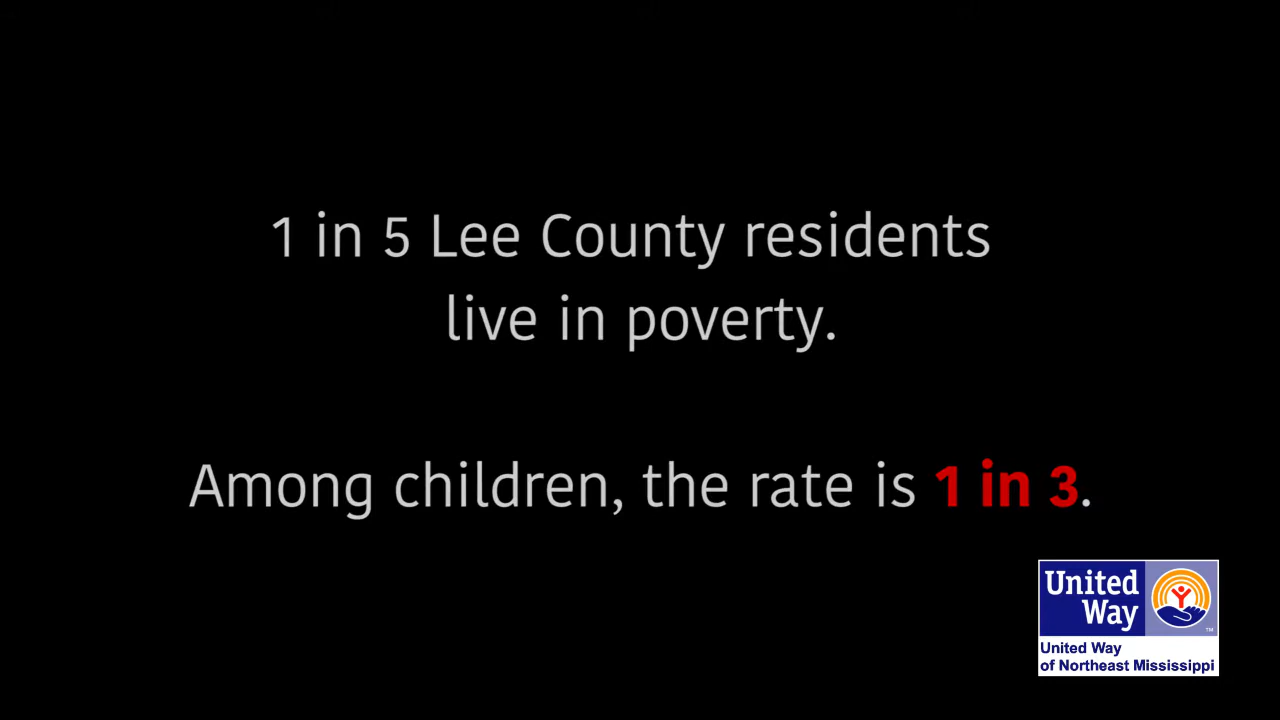 1 in 5 Lee County residents
live in poverty.
Among children, the rate is 1 in 3.
United
Way
TM
United Way
of Northeast Mississippi